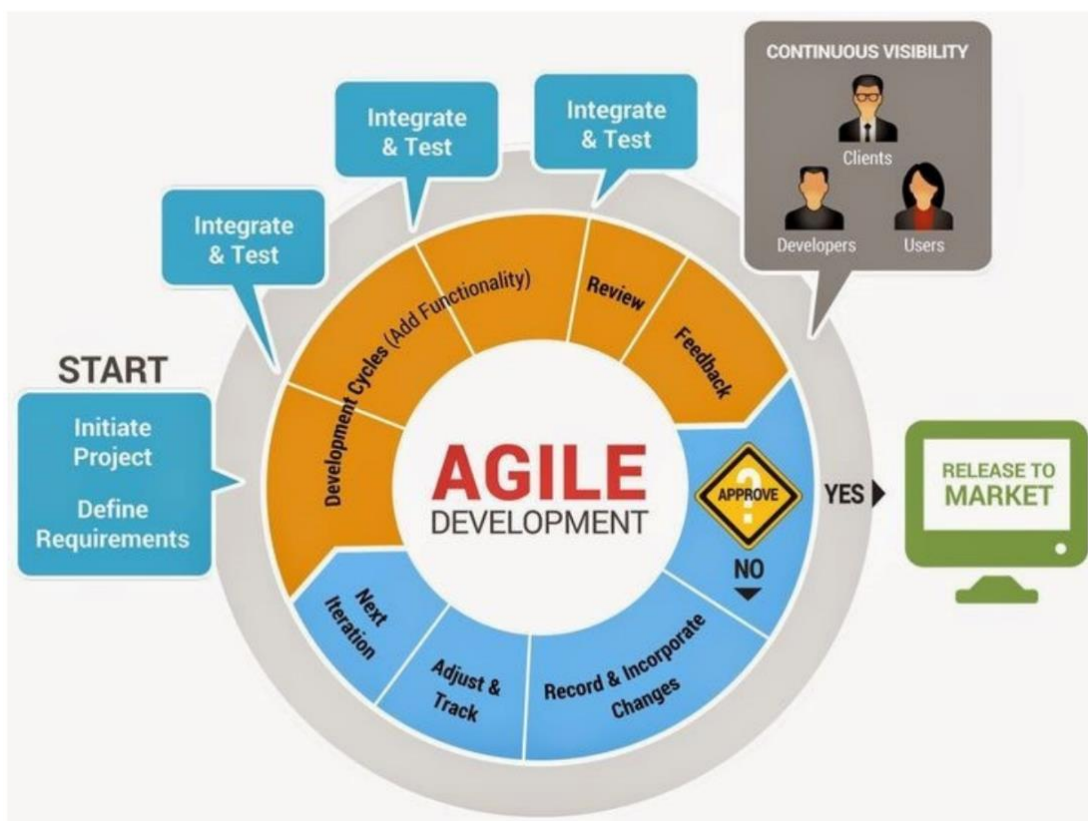 START
Initiate
Project
Define
Requirements
Integrate
& Test
Integrate
& Test
Integrate
& Test
CONTINUOUS VISIBILITY
Clients
Developers
Users
Development Cycles (Add Functionality)
Review
Feedback
?
APPROVE
YES
RELEASE TO
MARKET
NO
Record & Incorporate
Changes
Adjust &
Track
Next
Iteration
AGILE
DEVELOPMENT